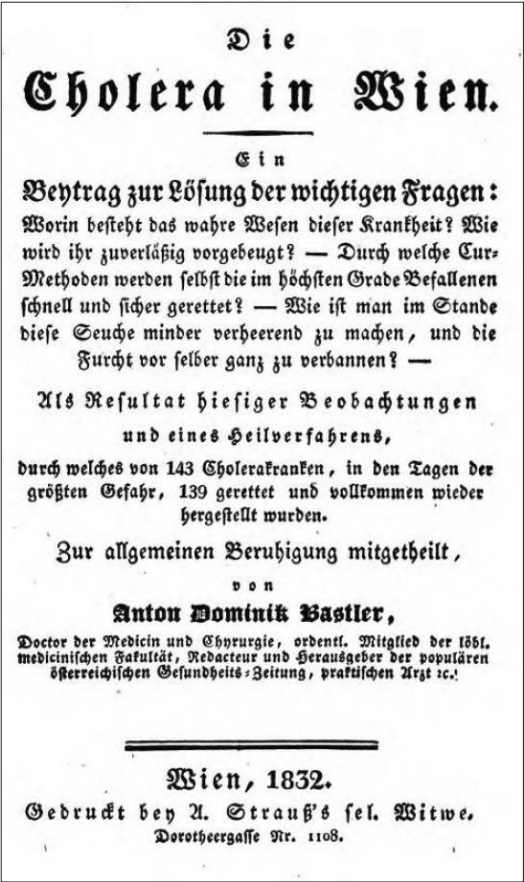 Die
Cholera in Wien.
Ein
Beytrag zur Lösung der wichtigen Fragen:
Worin besteht das wahre Wesen dieser Krankheit? Wie
wird ihr zuverläßig vorgebeugt? — Durch welche Cur-
Methoden werden selbst die im höchsten Grade Befallenen
schnell und sicher gerettet? — Wie ist man im Stande
diese Seuche minder verheerend zu machen, und die
Furcht vor selber ganz zu verbannen? —
Als Resultat hiesiger Beobachtungen
und eines Heilverfahrens,
durch welches von 143 Cholerakranken, in den Tagen der
größten Gefahr, 139 gerettet und vollkommen wieder
hergestellt wurden.
Zur allgemeinen Beruhigung mitgetheilt,
von
Anton Dominik Bastler,
Doctor der Medicin und Chyrurgie, ordentl. Mitglied der löbl.
medicinischen Fakultät, Redacteur und Herausgeber der populären
österreichischen Gesundheits-Zeitung, praktischen Arzt ꝛc.
Wien, 1832.
Gedruckt bey A. Strauß's sel. Witwe.
Dorotheergasse Nr. 1108.